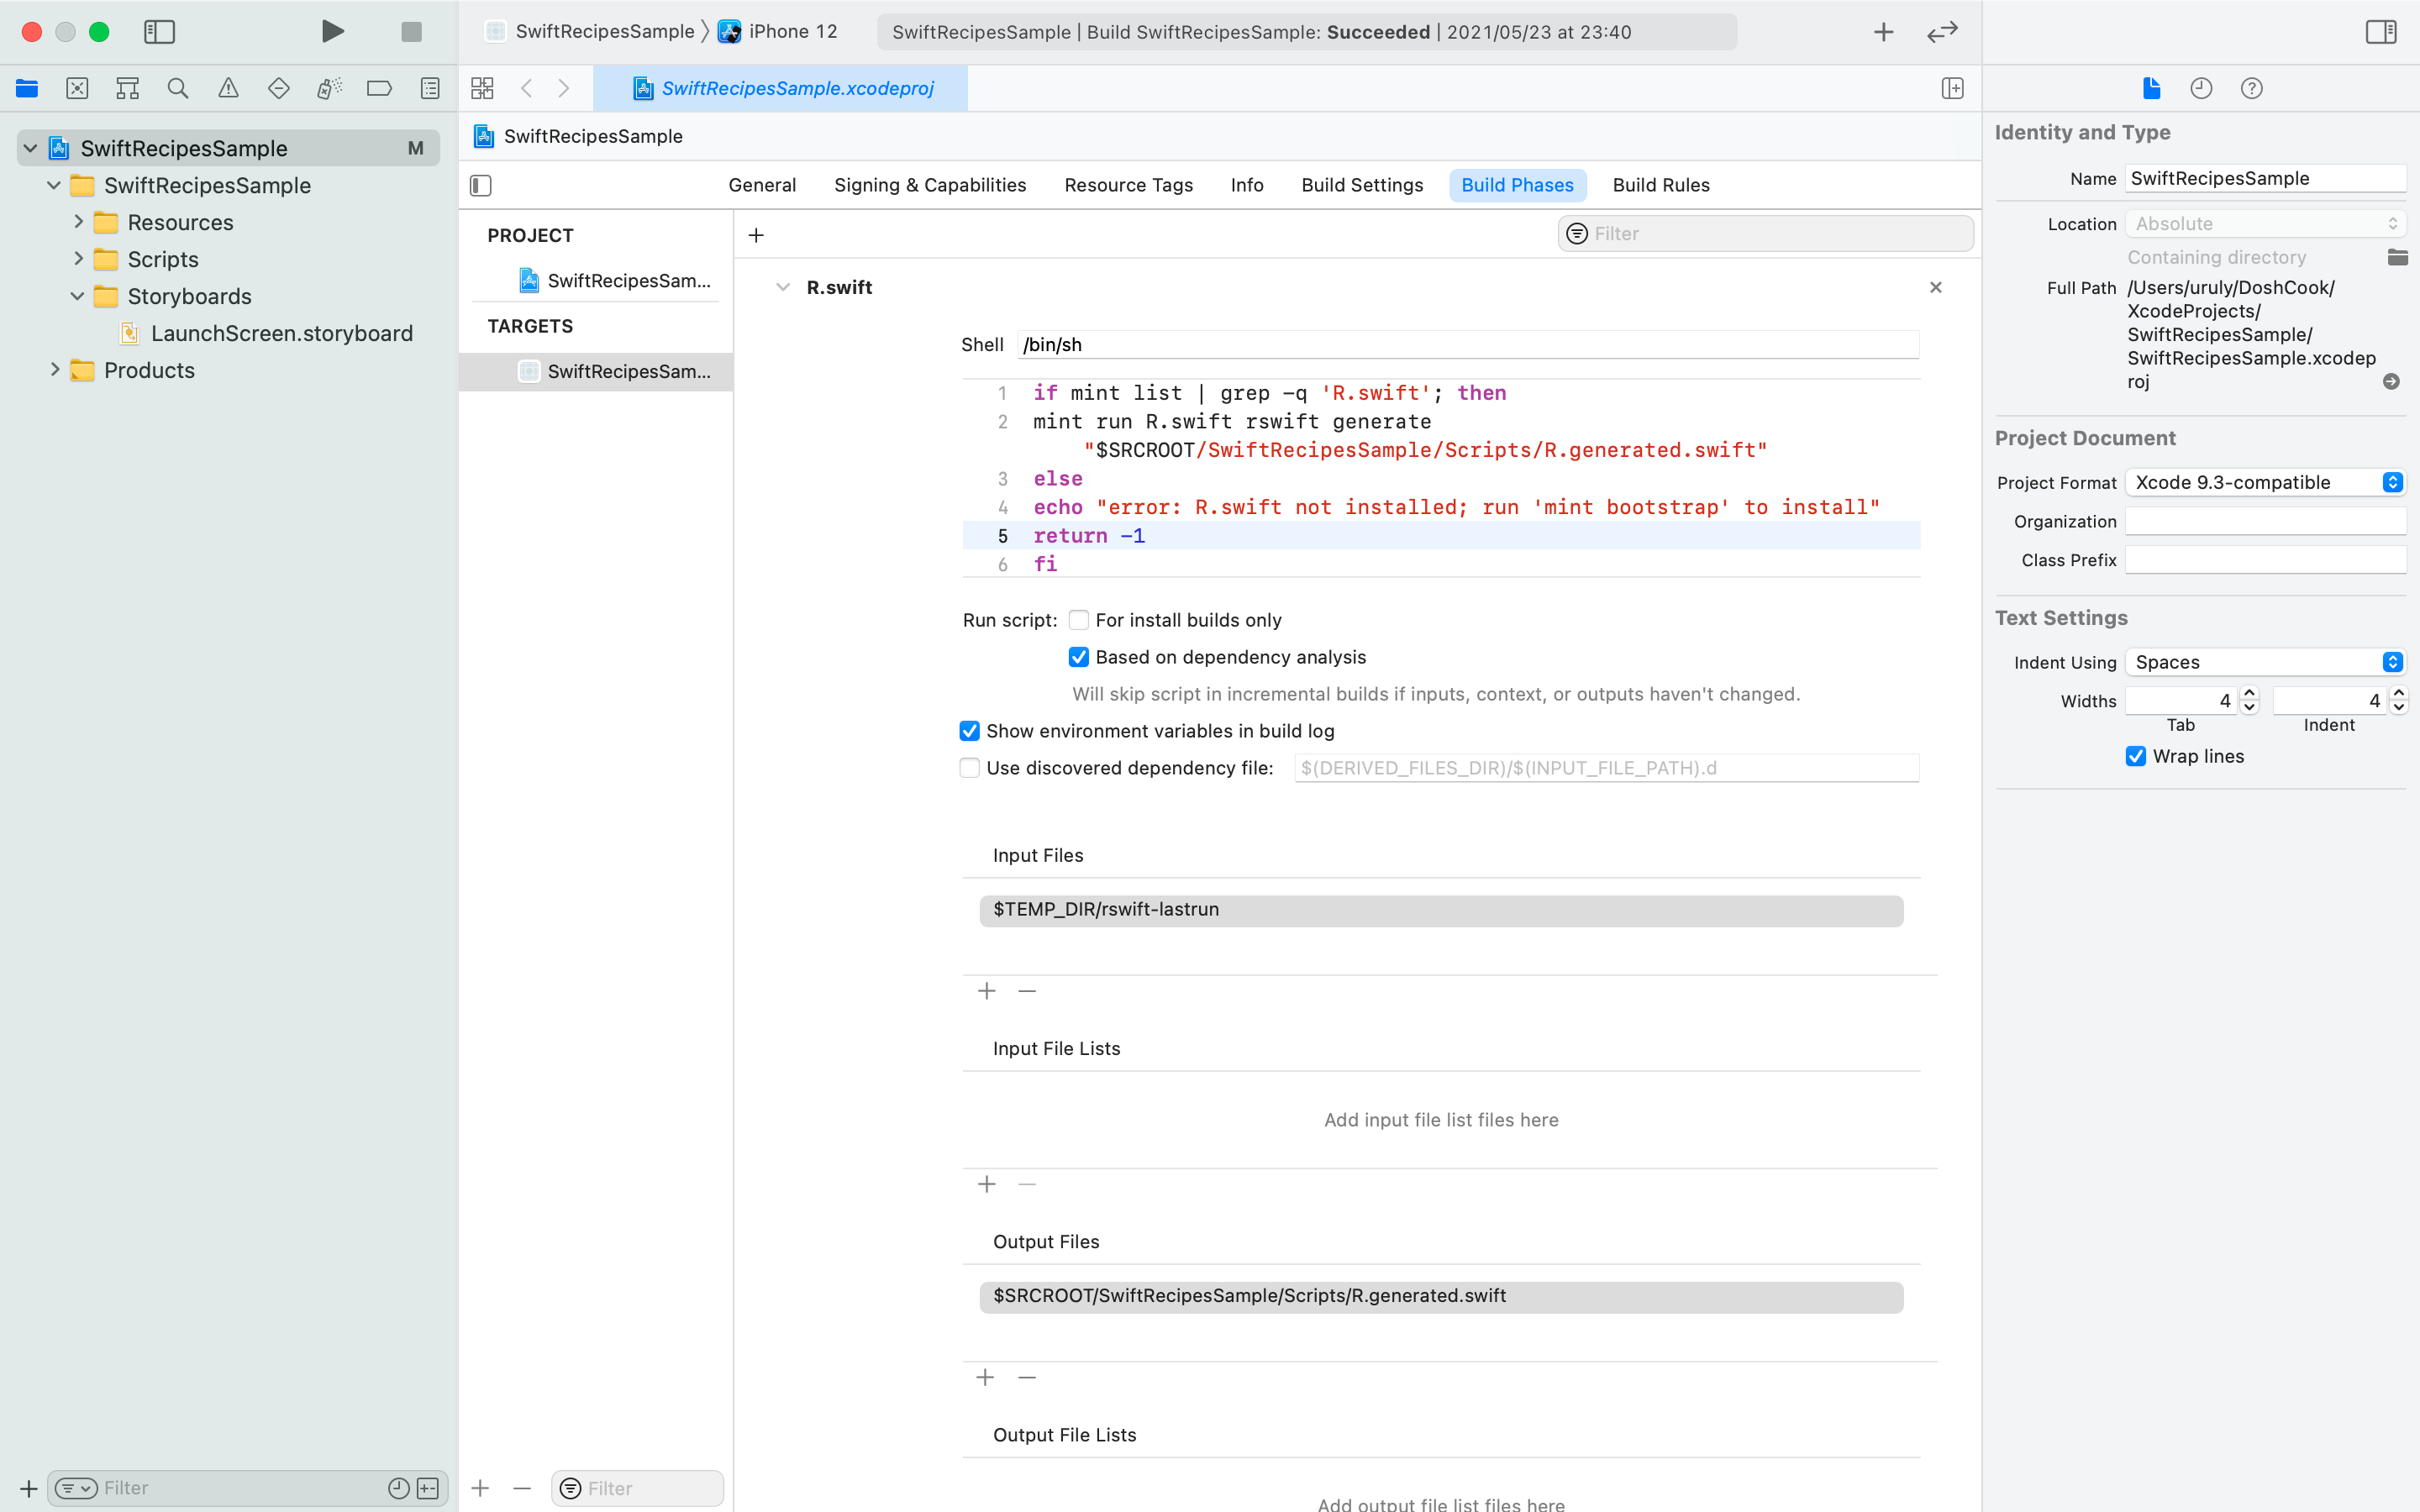 SwiftRecipesSample 〉 iPhone 12
SwiftRecipesSample | Build SwiftRecipesSample: Succeeded | 2021/05/23 at 23:40
SwiftRecipesSample.xcodeproj
SwiftRecipesSample M
SwiftRecipesSample
Resources
Scripts
Storyboards
LaunchScreen.storyboard
Products
Filter
SwiftRecipesSample
General Signing & Capabilities Resource Tags Info Build Settings Build Phases Build Rules
PROJECT
SwiftRecipesSam...
TARGETS
SwiftRecipesSam...
Filter
Filter
R.swift
Shell /bin/sh
1 if mint list | grep -q 'R.swift'; then
2 mint run R.swift rswift generate
"$SRCROOT/SwiftRecipesSample/Scripts/R.generated.swift"
3 else
4 echo "error: R.swift not installed; run 'mint bootstrap' to install"
5 return -1
6 fi
Run script: For install builds only
Based on dependency analysis
Will skip script in incremental builds if inputs, context, or outputs haven't changed.
Show environment variables in build log
Use discovered dependency file: $(DERIVED_FILES_DIR)/$(INPUT_FILE_PATH).d
Input Files
$TEMP_DIR/rswift-lastrun
Input File Lists
Add input file list files here
Output Files
$SRCROOT/SwiftRecipesSample/Scripts/R.generated.swift
Output File Lists
Add output file list files here
Identity and Type
Name SwiftRecipesSample
Location Absolute
Containing directory
Full Path /Users/uruly/DoshCook/
XcodeProjects/
SwiftRecipesSample/
SwiftRecipesSample.xcodep
roj
Project Document
Project Format Xcode 9.3-compatible
Organization
Class Prefix
Text Settings
Indent Using Spaces
Widths 4 4
Tab Indent
Wrap lines